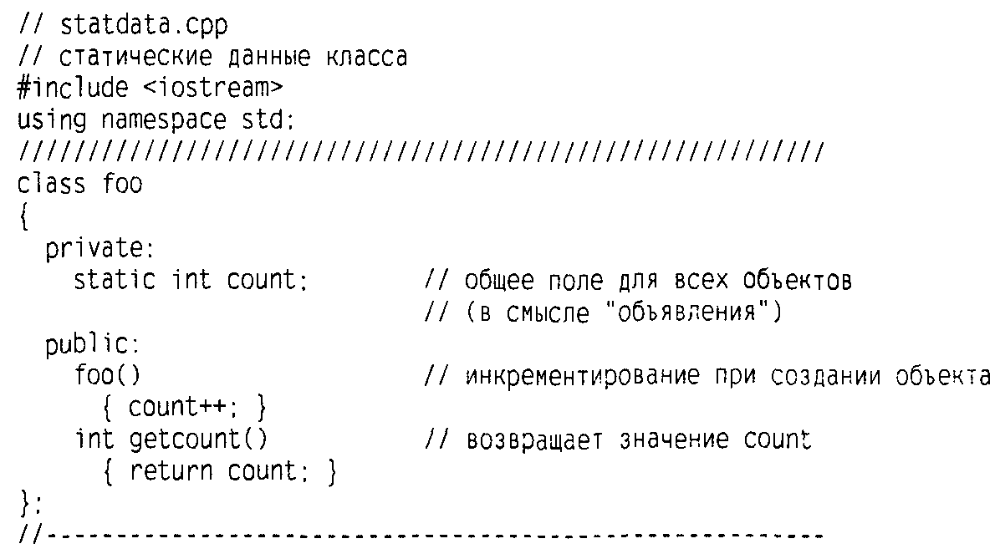 // statdata.cpp
// статические данные класса
#include <iostream>
using namespace std;
//////////////////////////////////////////////////////////
class foo
{
private:
static int count; // общее поле для всех объектов
// (в смысле "объявления")
public:
foo() // инкрементирование при создании объекта
{ count++; }
int getcount() // возвращает значение count
{ return count; }
};
//--------------------------------------------------------